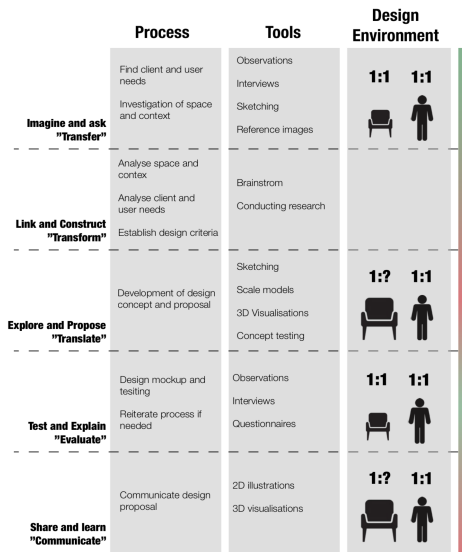 Process
Tools
Design
Environment
Find client and user
needs
Investigation of space
and context
Observations
Interviews
Sketching
Reference images
1:1 1:1
Imagine and ask
"Transfer"
Analyse space and
contex
Analyse client and
user needs
Establish design criteria
Brainstrom
Conducting research
Link and Construct
"Transform"
Development of design
concept and proposal
Sketching
Scale models
3D Visualisations
Concept testing
1:? 1:1
Explore and Propose
"Translate"
Design mockup and
tesiting
Reiterate process if
needed
Observations
Interviews
Questionnaires
1:1 1:1
Test and Explain
"Evaluate"
Communicate design
proposal
2D illustrations
3D visualisations
1:? 1:1
Share and learn
"Communicate"